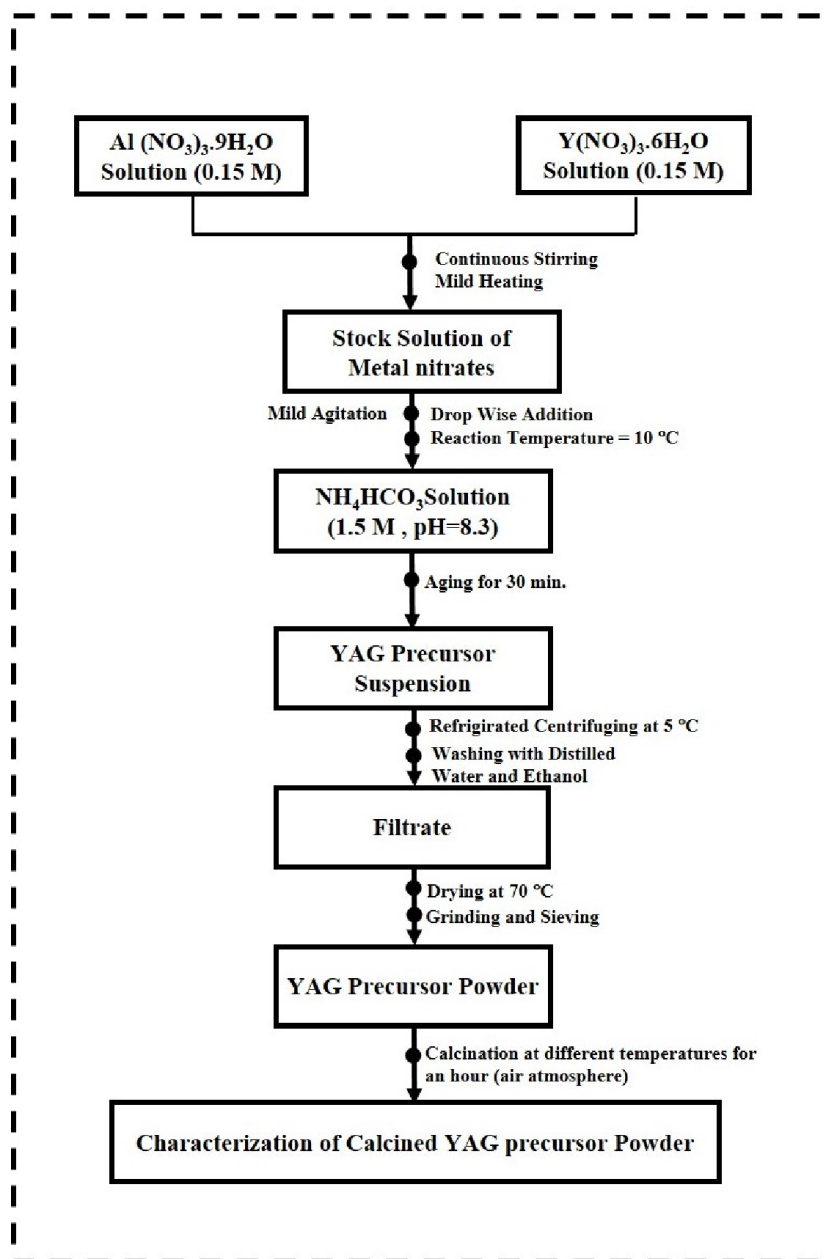 Al (NO₃)₃.9H₂O
Solution (0.15 M)
Y(NO₃)₃.6H₂O
Solution (0.15 M)
Continuous Stirring
Mild Heating
Stock Solution of
Metal nitrates
Mild Agitation
Drop Wise Addition
Reaction Temperature = 10 °C
NH₄HCO₃Solution
(1.5 M , pH=8.3)
Aging for 30 min.
YAG Precursor
Suspension
Refrigirated Centrifuging at 5 °C
Washing with Distilled
Water and Ethanol
Filtrate
Drying at 70 °C
Grinding and Sieving
YAG Precursor Powder
Calcination at different temperatures for
an hour (air atmosphere)
Characterization of Calcined YAG precursor Powder